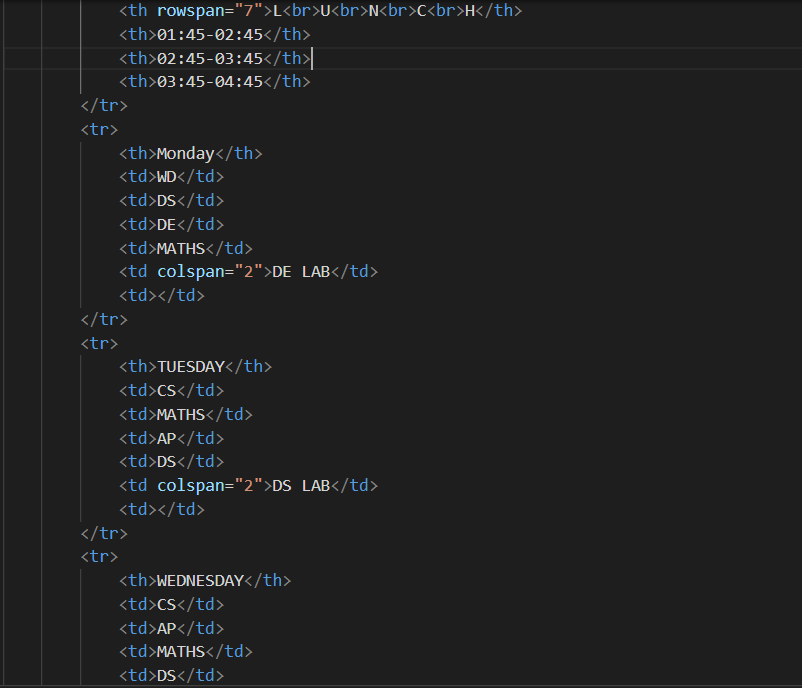 <th rowspan="7">L<br>U<br>N<br>C<br>H</th>
<th>01:45-02:45</th>
<th>02:45-03:45</th>
<th>03:45-04:45</th>
</tr>
<tr>
<th>Monday</th>
<td>WD</td>
<td>DS</td>
<td>DE</td>
<td>MATHS</td>
<td colspan="2">DE LAB</td>
<td></td>
</tr>
<tr>
<th>TUESDAY</th>
<td>CS</td>
<td>MATHS</td>
<td>AP</td>
<td>DS</td>
<td colspan="2">DS LAB</td>
<td></td>
</tr>
<tr>
<th>WEDNESDAY</th>
<td>CS</td>
<td>AP</td>
<td>MATHS</td>
<td>DS</td>